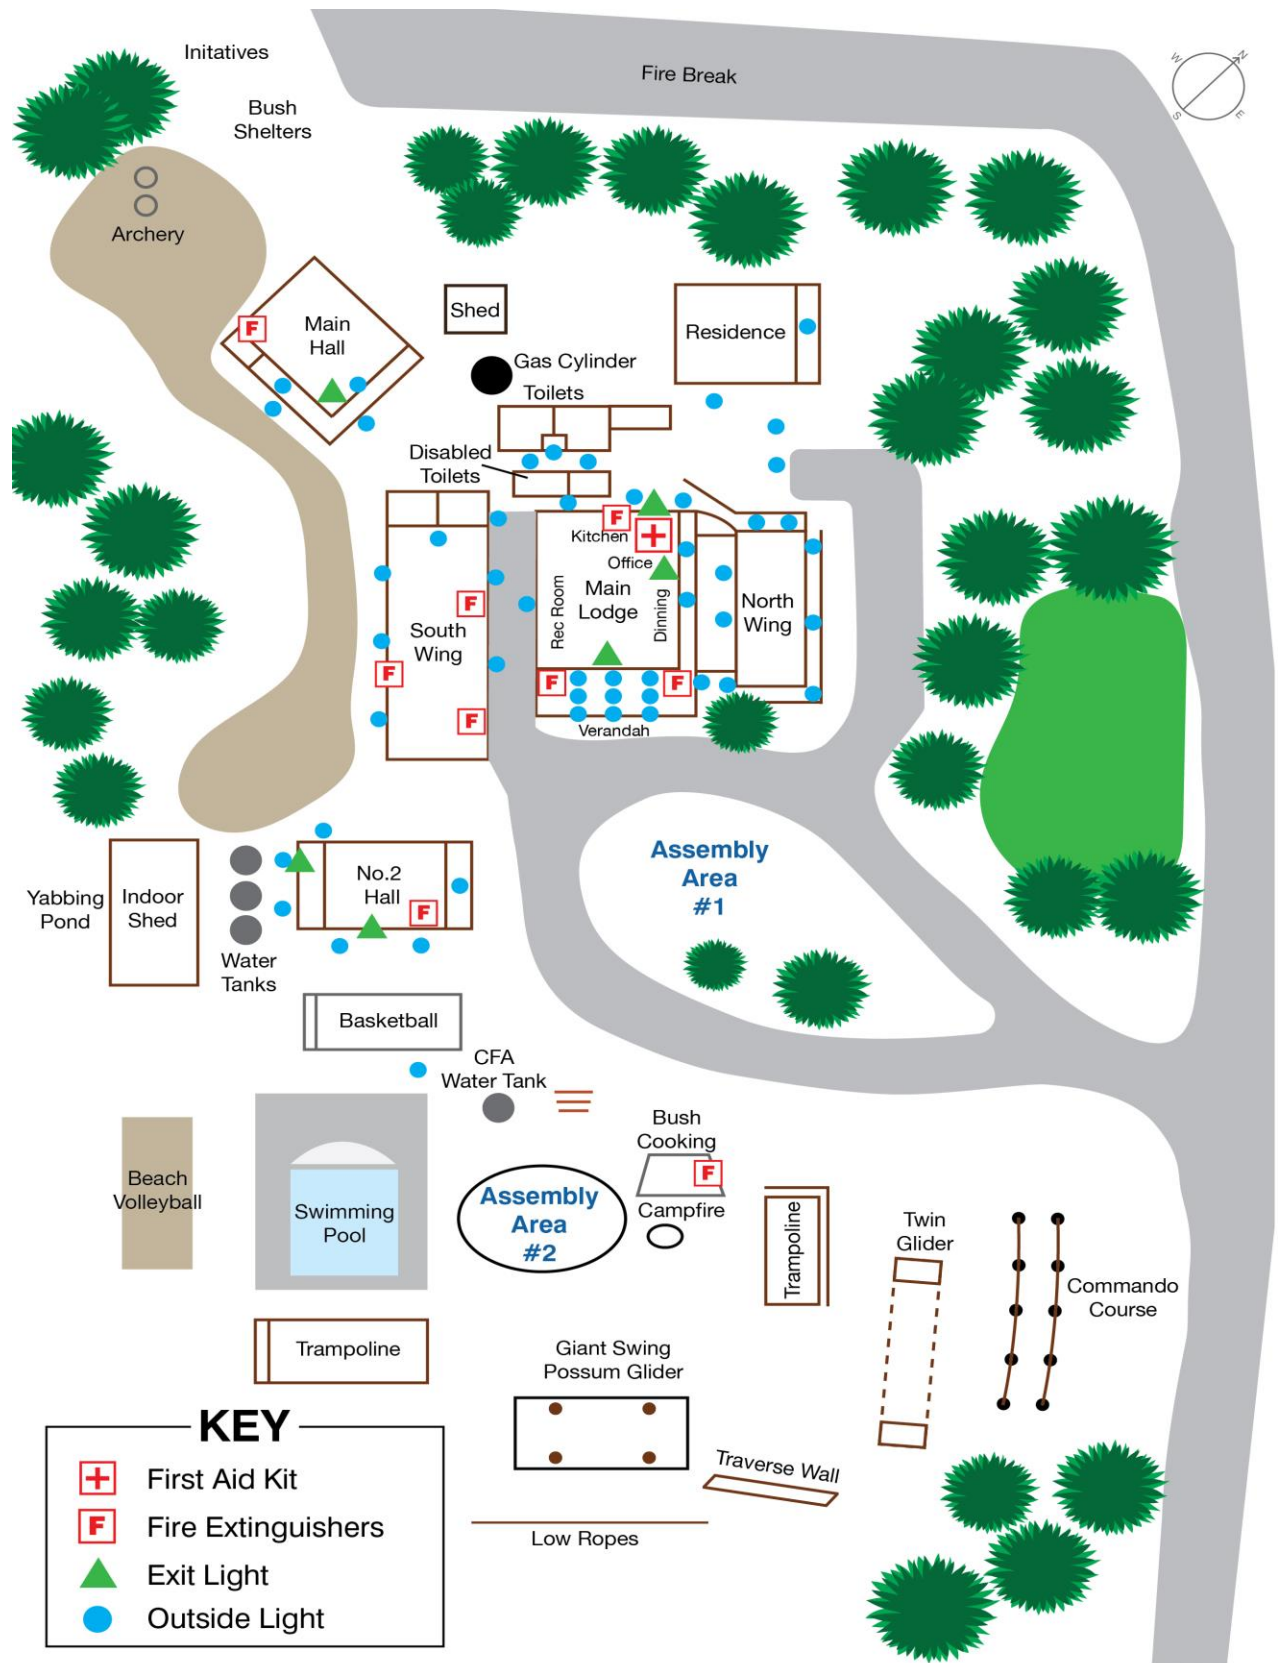 Initatives
Fire Break
W
N
S
E
Bush
Shelters
Archery
Main
Hall
F
Shed
Residence
Gas Cylinder
Toilets
Disabled
Toilets
F
Kitchen
Office
Rec Room
Main
Lodge
Dinning
North
Wing
South
Wing
F
F
F
F
F
Verandah
Assembly
Area
#1
No.2
Hall
F
Yabbing
Pond
Indoor
Shed
Water
Tanks
Basketball
CFA
Water Tank
Bush
Cooking
F
Campfire
Beach
Volleyball
Swimming
Pool
Assembly
Area
#2
Trampoline
Twin
Glider
Commando
Course
Trampoline
Giant Swing
Possum Glider
Traverse Wall
Low Ropes
KEY
First Aid Kit
F Fire Extinguishers
Exit Light
Outside Light